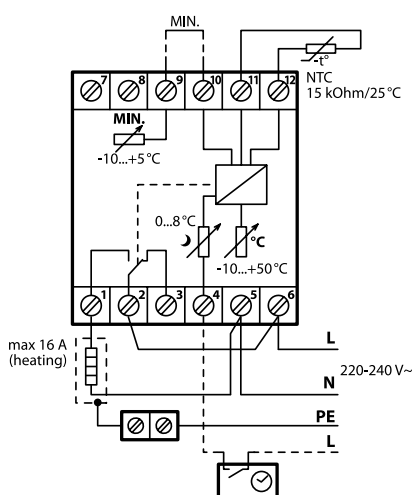 MIN.
7 8 9 10 11 12
-t°
NTC
15 kOhm/25°C
MIN.
-10...+5°C
0...8°C
°C
-10...+50°C
1 2 3 4 5 6
max 16 A
(heating)
L
N
220-240 V~
PE
L